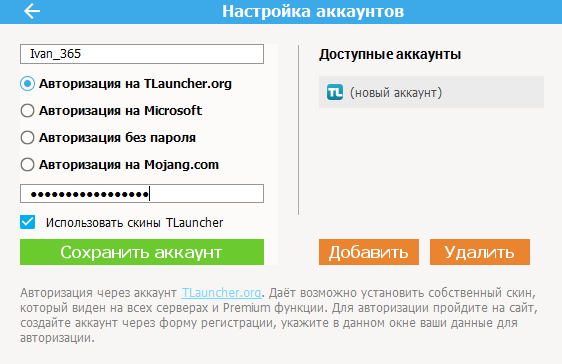 Настройка аккаунтов
Ivan_365
Авторизация на TLauncher.org
Авторизация на Microsoft
Авторизация без пароля
Авторизация на Mojang.com
●●●●●●●●●●●●●●●●●
Использовать скины TLauncher
Сохранить аккаунт
Доступные аккаунты
TL (новый аккаунт)
Добавить Удалить
Авторизация через аккаунт TLauncher.org. Даёт возможно установить собственный скин,
который виден на всех серверах и Premium функции. Для авторизации пройдите на сайт,
создайте аккаунт через форму регистрации, укажите в данном окне ваши данные для
авторизации.